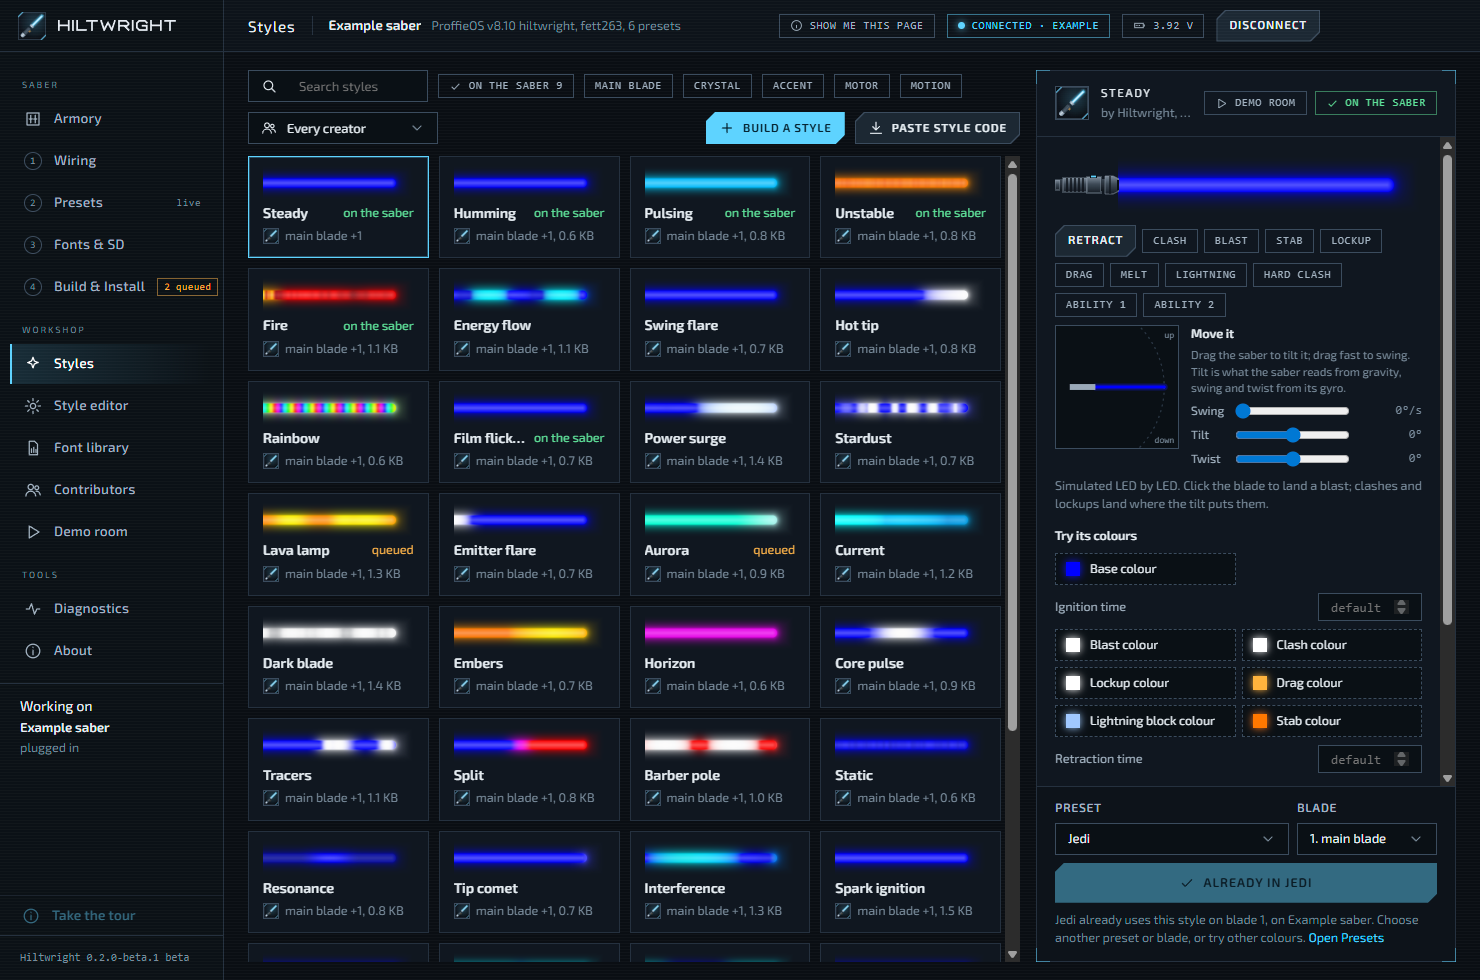 HILTWRIGHT
Styles
Example saber ProffieOS v8.10 hiltwright, fett263, 6 presets
SHOW ME THIS PAGE
CONNECTED · EXAMPLE
3.92 V
DISCONNECT
SABER
Armory
1 Wiring
2 Presets live
3 Fonts & SD
4 Build & Install 2 queued
WORKSHOP
Styles
Style editor
Font library
Contributors
Demo room
TOOLS
Diagnostics
About
Working on
Example saber
plugged in
Take the tour
Hiltwright 0.2.0-beta.1 beta
Search styles
ON THE SABER 9
MAIN BLADE
CRYSTAL
ACCENT
MOTOR
MOTION
Every creator
BUILD A STYLE
PASTE STYLE CODE
Steady on the saber
main blade +1
Humming on the saber
main blade +1, 0.6 KB
Pulsing on the saber
main blade +1, 0.8 KB
Unstable on the saber
main blade +1, 0.8 KB
Fire on the saber
main blade +1, 1.1 KB
Energy flow
main blade +1, 1.1 KB
Swing flare
main blade +1, 0.7 KB
Hot tip
main blade +1, 0.8 KB
Rainbow
main blade +1, 0.6 KB
Film flick... on the saber
main blade +1, 0.7 KB
Power surge
main blade +1, 1.4 KB
Stardust
main blade +1, 0.7 KB
Lava lamp queued
main blade +1, 1.3 KB
Emitter flare
main blade +1, 0.7 KB
Aurora queued
main blade +1, 0.9 KB
Current
main blade +1, 1.2 KB
Dark blade
main blade +1, 1.4 KB
Embers
main blade +1, 0.7 KB
Horizon
main blade +1, 0.6 KB
Core pulse
main blade +1, 0.9 KB
Tracers
main blade +1, 1.1 KB
Split
main blade +1, 0.8 KB
Barber pole
main blade +1, 1.0 KB
Static
main blade +1, 0.6 KB
Resonance
main blade +1, 0.8 KB
Tip comet
main blade +1, 0.7 KB
Interference
main blade +1, 1.3 KB
Spark ignition
main blade +1, 1.5 KB
STEADY
by Hiltwright, ...
DEMO ROOM
ON THE SABER
RETRACT CLASH BLAST STAB LOCKUP
DRAG MELT LIGHTNING HARD CLASH
ABILITY 1 ABILITY 2
up
down
Move it
Drag the saber to tilt it; drag fast to swing.
Tilt is what the saber reads from gravity,
swing and twist from its gyro.
Swing 0°/s
Tilt 0°
Twist 0°
Simulated LED by LED. Click the blade to land a blast; clashes and
lockups land where the tilt puts them.
Try its colours
Base colour
Ignition time default
Blast colour Clash colour
Lockup colour Drag colour
Lightning block colour Stab colour
Retraction time default
PRESET BLADE
Jedi 1. main blade
ALREADY IN JEDI
Jedi already uses this style on blade 1, on Example saber. Choose
another preset or blade, or try other colours. Open Presets